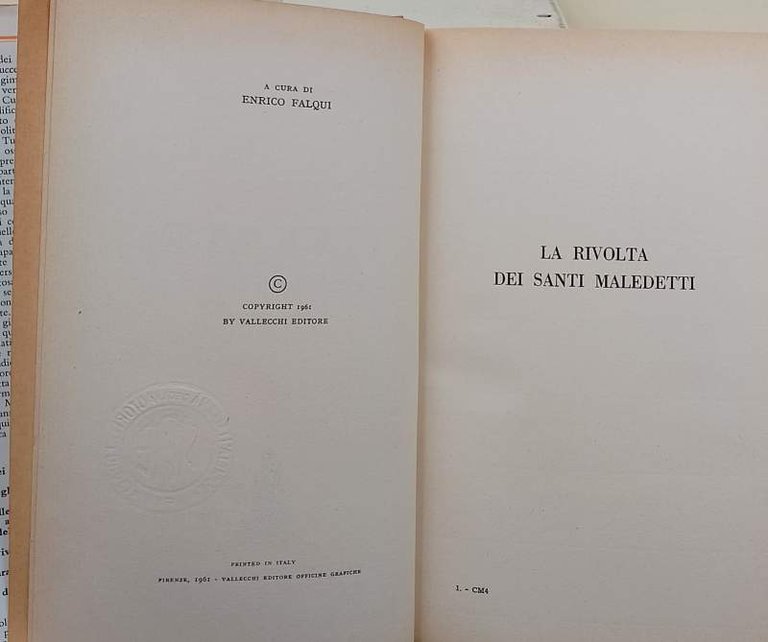 A CURA DI
ENRICO FALQUI
©
COPYRIGHT 1961
BY VALLECCHI EDITORE
PRINTED IN ITALY
FIRENZE, 1961 - VALLECCHI EDITORE OFFICINE GRAFICHE
LA RIVOLTA
DEI SANTI MALEDETTI
1. - CM4